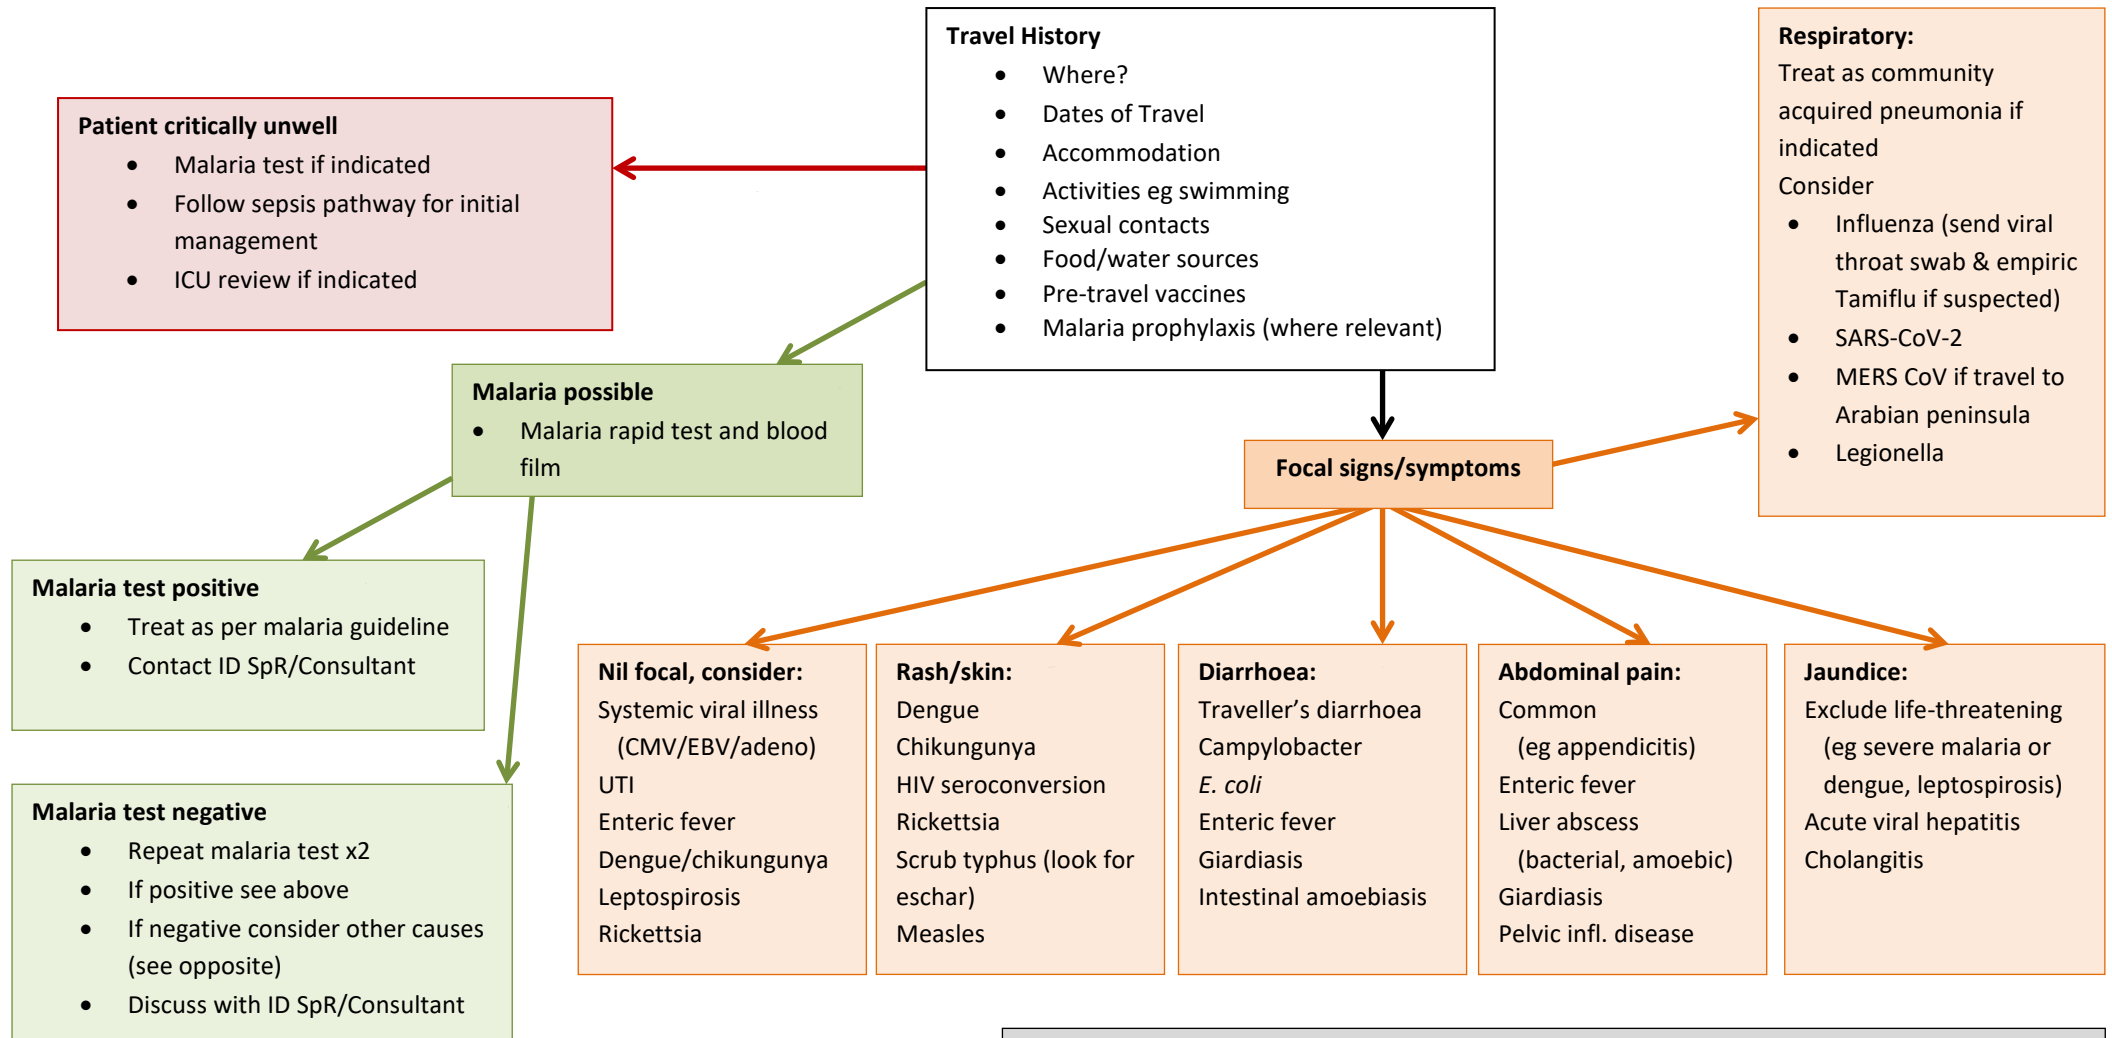 Travel History
• Where?
• Dates of Travel
• Accommodation
• Activities eg swimming
• Sexual contacts
• Food/water sources
• Pre-travel vaccines
• Malaria prophylaxis (where relevant)
Patient critically unwell
• Malaria test if indicated
• Follow sepsis pathway for initial
management
• ICU review if indicated
Respiratory:
Treat as community
acquired pneumonia if
indicated
Consider
• Influenza (send viral
throat swab & empiric
Tamiflu if suspected)
• SARS-CoV-2
• MERS CoV if travel to
Arabian peninsula
• Legionella
Malaria possible
• Malaria rapid test and blood
film
Focal signs/symptoms
Malaria test positive
• Treat as per malaria guideline
• Contact ID SpR/Consultant
Malaria test negative
• Repeat malaria test x2
• If positive see above
• If negative consider other causes
(see opposite)
• Discuss with ID SpR/Consultant
Nil focal, consider:
Systemic viral illness
(CMV/EBV/adeno)
UTI
Enteric fever
Dengue/chikungunya
Leptospirosis
Rickettsia
Rash/skin:
Dengue
Chikungunya
HIV seroconversion
Rickettsia
Scrub typhus (look for
eschar)
Measles
Diarrhoea:
Traveller’s diarrhoea
Campylobacter
E. coli
Enteric fever
Giardiasis
Intestinal amoebiasis
Abdominal pain:
Common
(eg appendicitis)
Enteric fever
Liver abscess
(bacterial, amoebic)
Giardiasis
Pelvic infl. disease
Jaundice:
Exclude life-threatening
(eg severe malaria or
dengue, leptospirosis)
Acute viral hepatitis
Cholangitis